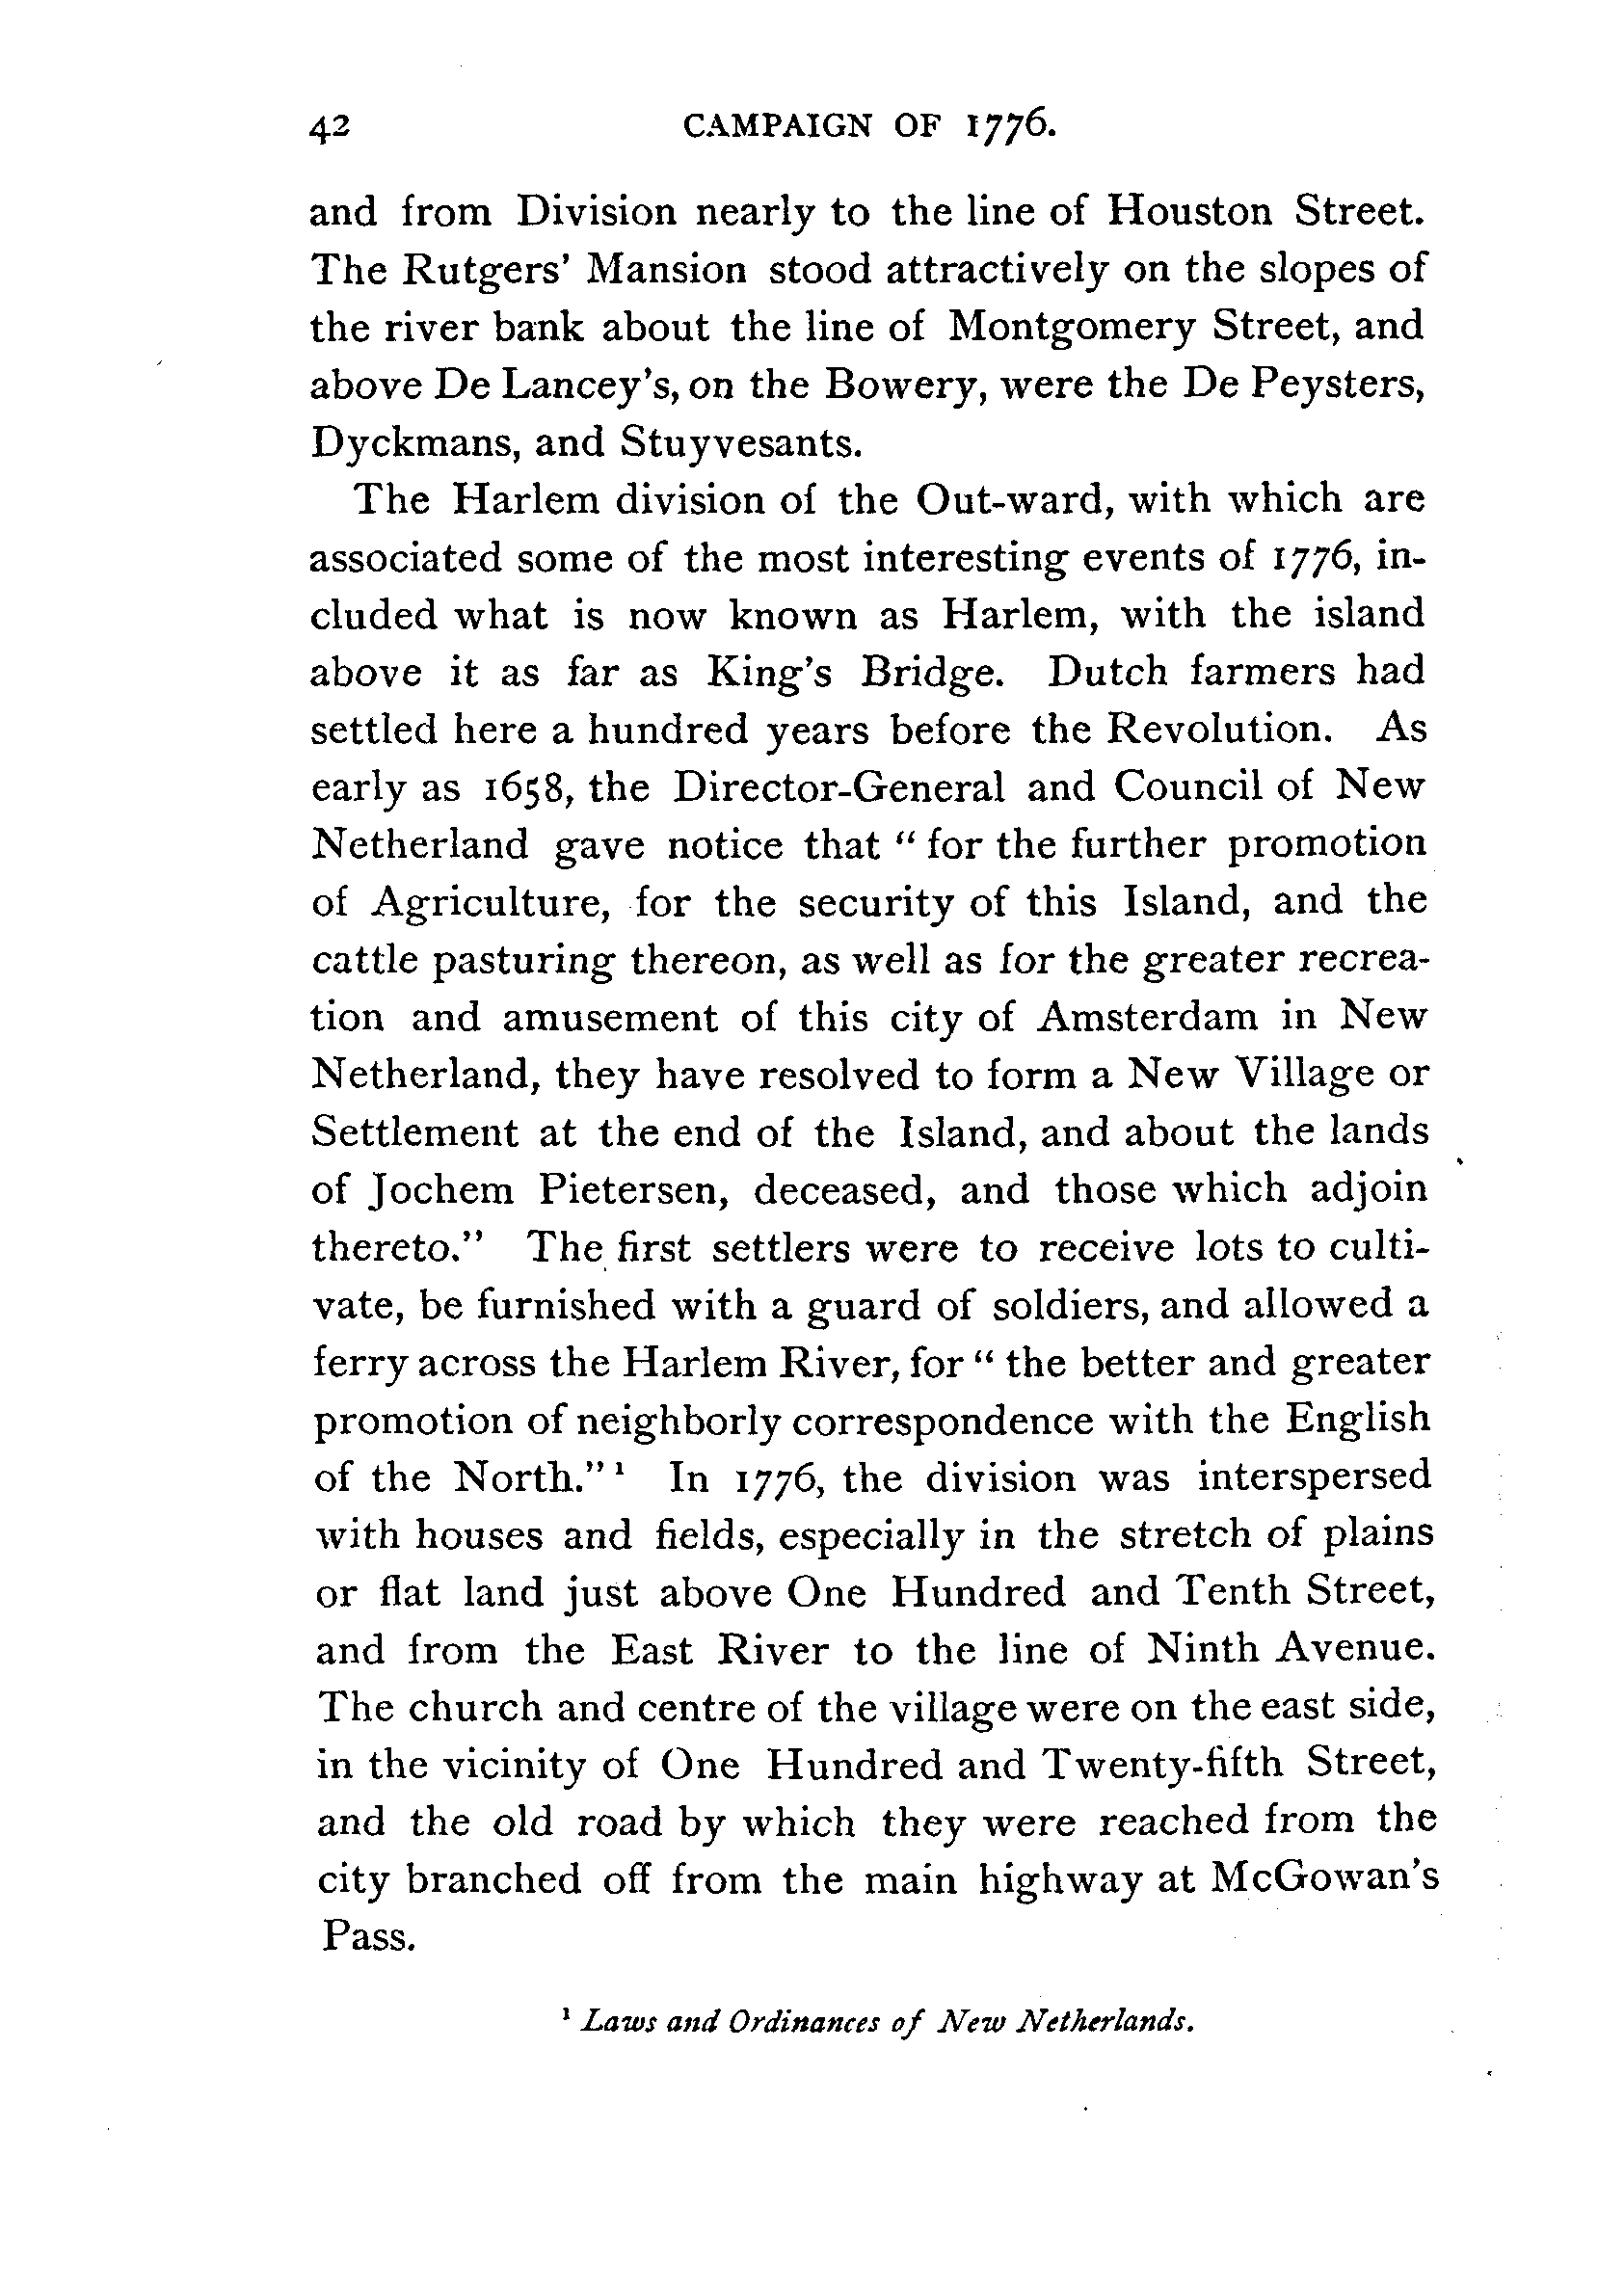 42 CAMPAIGN OF 1776.
and from Division nearly to the line of Houston Street.
The Rutgers' Mansion stood attractively on the slopes of
the river bank about the line of Montgomery Street, and
above De Lancey's, on the Bowery, were the De Peysters,
Dyckmans, and Stuyvesants.
The Harlem division of the Out-ward, with which are
associated some of the most interesting events of 1776, in-
cluded what is now known as Harlem, with the island
above it as far as King's Bridge. Dutch farmers had
settled here a hundred years before the Revolution. As
early as 1658, the Director-General and Council of New
Netherland gave notice that “ for the further promotion
of Agriculture, for the security of this Island, and the
cattle pasturing thereon, as well as for the greater recrea-
tion and amusement of this city of Amsterdam in New
Netherland, they have resolved to form a New Village or
Settlement at the end of the Island, and about the lands
of Jochem Pietersen, deceased, and those which adjoin
thereto.” The first settlers were to receive lots to culti-
vate, be furnished with a guard of soldiers, and allowed a
ferry across the Harlem River, for “ the better and greater
promotion of neighborly correspondence with the English
of the North.” ¹ In 1776, the division was interspersed
with houses and fields, especially in the stretch of plains
or flat land just above One Hundred and Tenth Street,
and from the East River to the line of Ninth Avenue.
The church and centre of the village were on the east side,
in the vicinity of One Hundred and Twenty-fifth Street,
and the old road by which they were reached from the
city branched off from the main highway at McGowan's
Pass.
¹ Laws and Ordinances of New Netherlands.